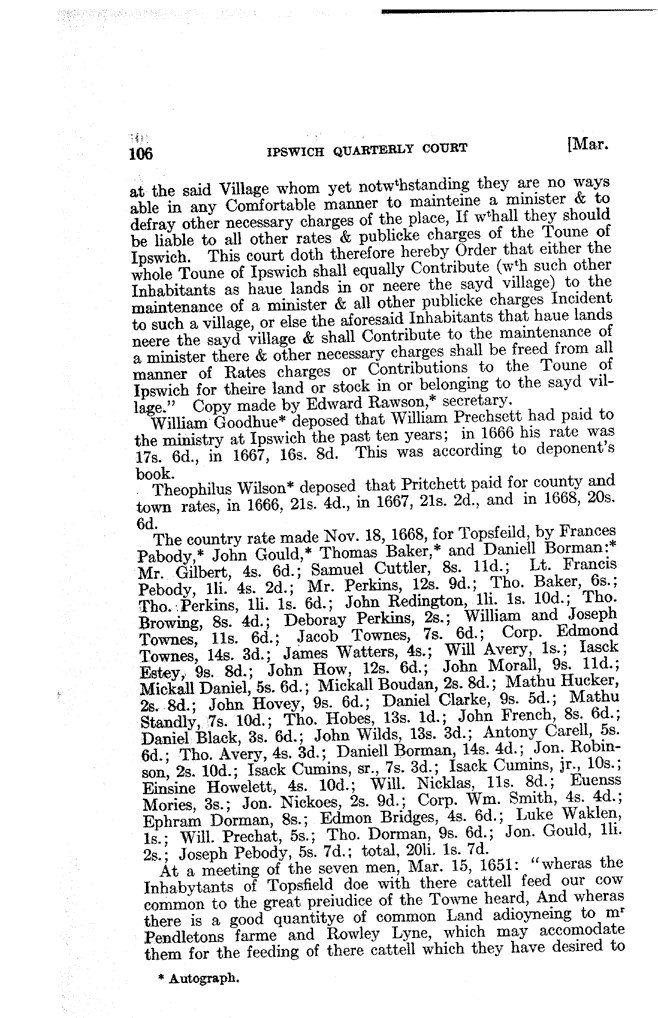 106 IPSWICH QUARTERLY COURT [Mar.
at the said Village whom yet notwᵗhstanding they are no ways
able in any Comfortable manner to mainteine a minister & to
defray other necessary charges of the place, If wᵗhall they should
be liable to all other rates & publicke charges of the Toune of
Ipswich. This court doth therefore hereby Order that either the
whole Toune of Ipswich shall equally Contribute (wᵗh such other
Inhabitants as haue lands in or neere the sayd village) to the
maintenance of a minister & all other publicke charges Incident
to such a village, or else the aforesaid Inhabitants that haue lands
neere the sayd village & shall Contribute to the maintenance of
a minister there & other necessary charges shall be freed from all
manner of Rates charges or Contributions to the Toune of
Ipswich for theire land or stock in or belonging to the sayd vil-
lage." Copy made by Edward Rawson,* secretary.
William Goodhue* deposed that William Prechsett had paid to
the ministry at Ipswich the past ten years; in 1666 his rate was
17s. 6d., in 1667, 16s. 8d. This was according to deponent's
book.
Theophilus Wilson* deposed that Pritchett paid for county and
town rates, in 1666, 21s. 4d., in 1667, 21s. 2d., and in 1668, 20s.
6d.
The country rate made Nov. 18, 1668, for Topsfeild, by Frances
Pabody,* John Gould,* Thomas Baker,* and Daniell Borman:*
Mr. Gilbert, 4s. 6d.; Samuel Cuttler, 8s. 11d.; Lt. Francis
Pebody, 1li. 4s. 2d.; Mr. Perkins, 12s. 9d.; Tho. Baker, 6s.;
Tho. Perkins, 1li. 1s. 6d.; John Redington, 1li. 1s. 10d.; Tho.
Browing, 8s. 4d.; Deboray Perkins, 2s.; William and Joseph
Townes, 11s. 6d.; Jacob Townes, 7s. 6d.; Corp. Edmond
Townes, 14s. 3d.; James Watters, 4s.; Will Avery, 1s.; Iasck
Estey, 9s. 8d.; John How, 12s. 6d.; John Morall, 9s. 11d.;
Mickall Daniel, 5s. 6d.; Mickall Boudan, 2s. 8d.; Mathu Hucker,
2s. 8d.; John Hovey, 9s. 6d.; Daniel Clarke, 9s. 5d.; Mathu
Standly, 7s. 10d.; Tho. Hobes, 13s. 1d.; John French, 8s. 6d.;
Daniel Black, 3s. 6d.; John Wilds, 13s. 3d.; Antony Carell, 5s.
6d.; Tho. Avery, 4s. 3d.; Daniell Borman, 14s. 4d.; Jon. Robin-
son, 2s. 10d.; Isack Cumins, sr., 7s. 3d.; Isack Cumins, jr., 10s.;
Einsine Howelett, 4s. 10d.; Will. Nicklas, 11s. 8d.; Euenss
Mories, 3s.; Jon. Nickoes, 2s. 9d.; Corp. Wm. Smith, 4s. 4d.;
Ephram Dorman, 8s.; Edmon Bridges, 4s. 6d.; Luke Waklen,
1s.; Will. Prechat, 5s.; Tho. Dorman, 9s. 6d.; Jon. Gould, 1li.
2s.; Joseph Pebody, 5s. 7d.; total, 20li. 1s. 7d.
At a meeting of the seven men, Mar. 15, 1651: "wheras the
Inhabytants of Topsfield doe with there cattell feed our cow
common to the great preiudice of the Towne heard, And wheras
there is a good quantitye of common Land adioyneing to mʳ
Pendletons farme and Rowley Lyne, which may accomodate
them for the feeding of there cattell which they have desired to
* Autograph.